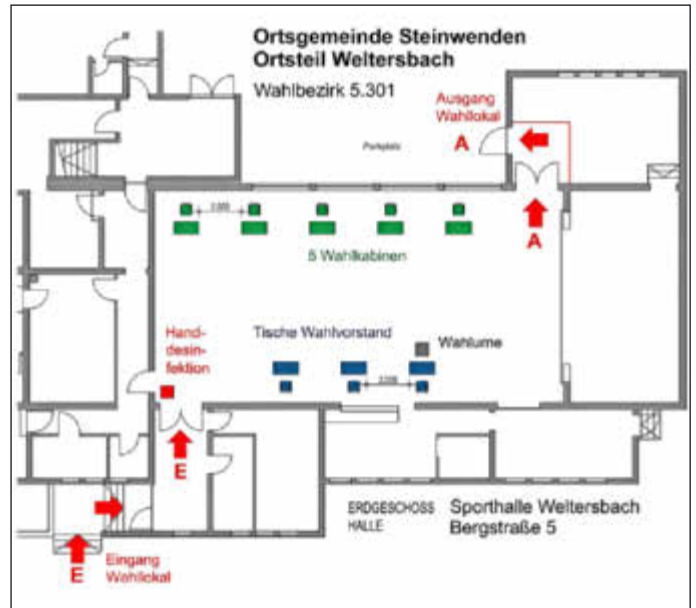 Ortsgemeinde Steinwenden
Ortsteil Weltersbach
Wahlbezirk 5.301
Ausgang
Wahllokal
A
Parkplatz
A
5 Wahlkabinen
Hand-
desin-
fektion
Tische Wahlvorstand
Wahlurne
E
ERDGESCHOSS
HALLE
Sporthalle Weltersbach
Bergstraße 5
Eingang
Wahllokal
E